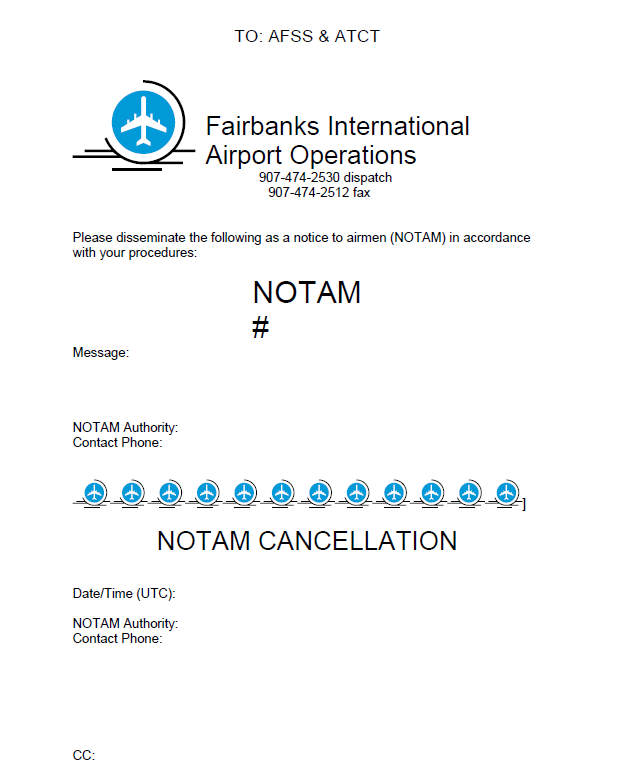 TO: AFSS & ATCT
Fairbanks International
Airport Operations
907-474-2530 dispatch
907-474-2512 fax
Please disseminate the following as a notice to airmen (NOTAM) in accordance
with your procedures:
NOTAM
#
Message:
NOTAM Authority:
Contact Phone:
]
NOTAM CANCELLATION
Date/Time (UTC):
NOTAM Authority:
Contact Phone:
CC: